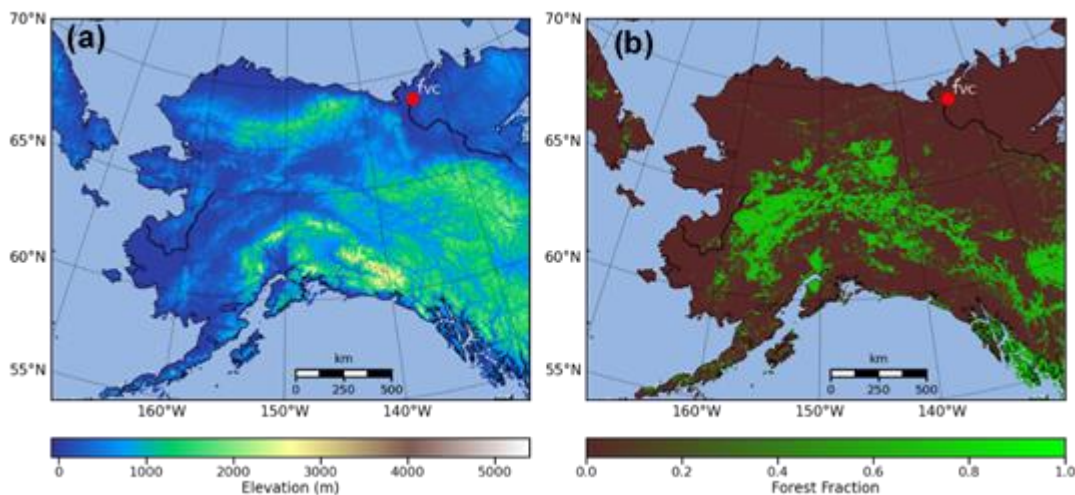 (a)
70°N
65°N
60°N
55°N
fvc
km
0 250 500
160°W 150°W 140°W
0 1000 2000 3000 4000 5000
Elevation (m)
(b)
70°N
65°N
60°N
55°N
fvc
km
0 250 500
160°W 150°W 140°W
0.0 0.2 0.4 0.6 0.8 1.0
Forest Fraction